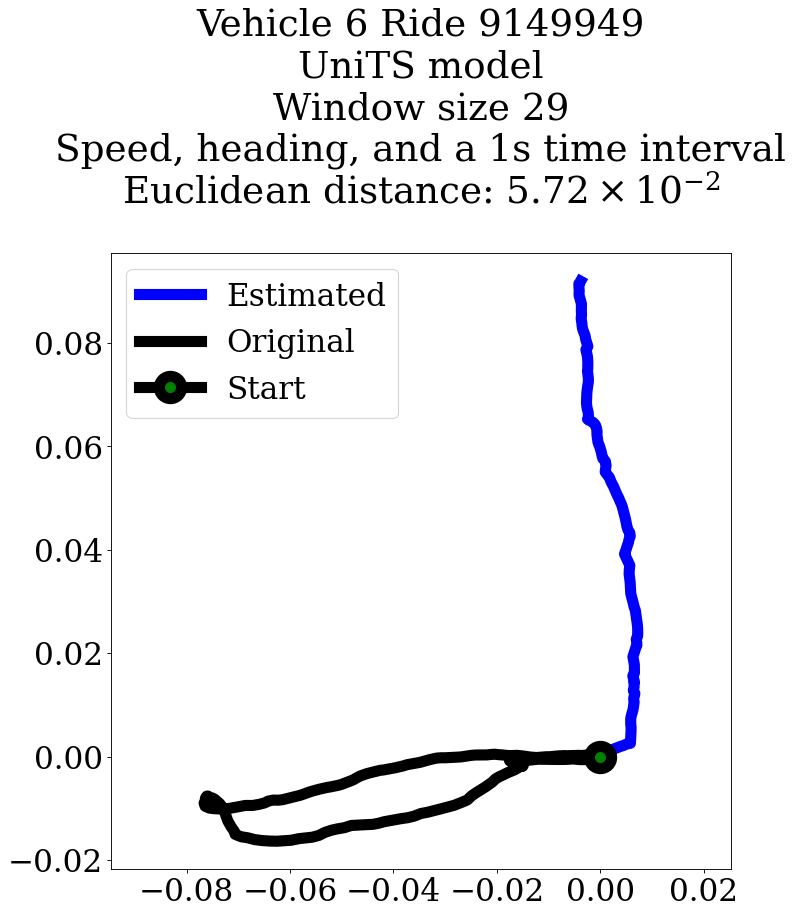 Vehicle 6 Ride 9149949
UniTS model
Window size 29
Speed, heading, and a 1s time interval
Euclidean distance: 5.72 × 10⁻²
Estimated
Original
Start
0.08
0.06
0.04
0.02
0.00
−0.02
−0.08 −0.06 −0.04 −0.02 0.00 0.02